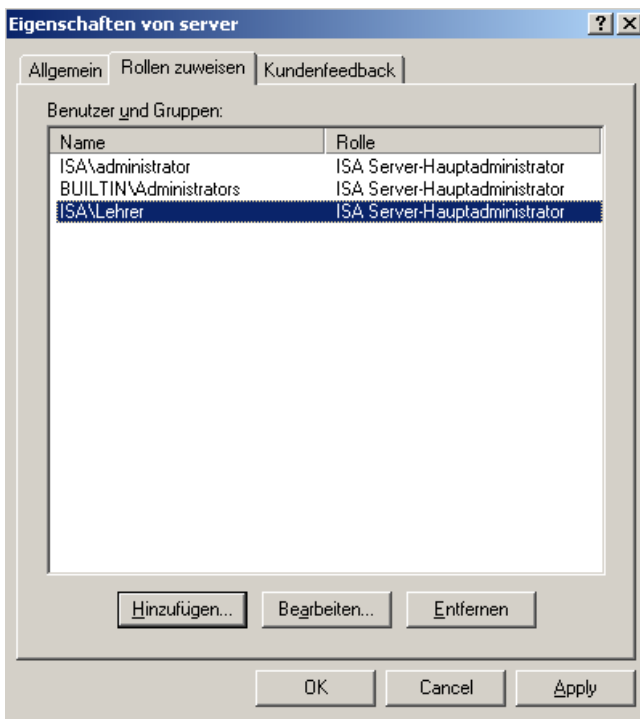 Eigenschaften von server
Allgemein Rollen zuweisen Kundenfeedback
Benutzer und Gruppen:
Name Rolle
ISA\administrator ISA Server-Hauptadministrator
BUILTIN\Administrators ISA Server-Hauptadministrator
ISA\Lehrer ISA Server-Hauptadministrator
Hinzufügen... Bearbeiten... Entfernen
OK Cancel Apply